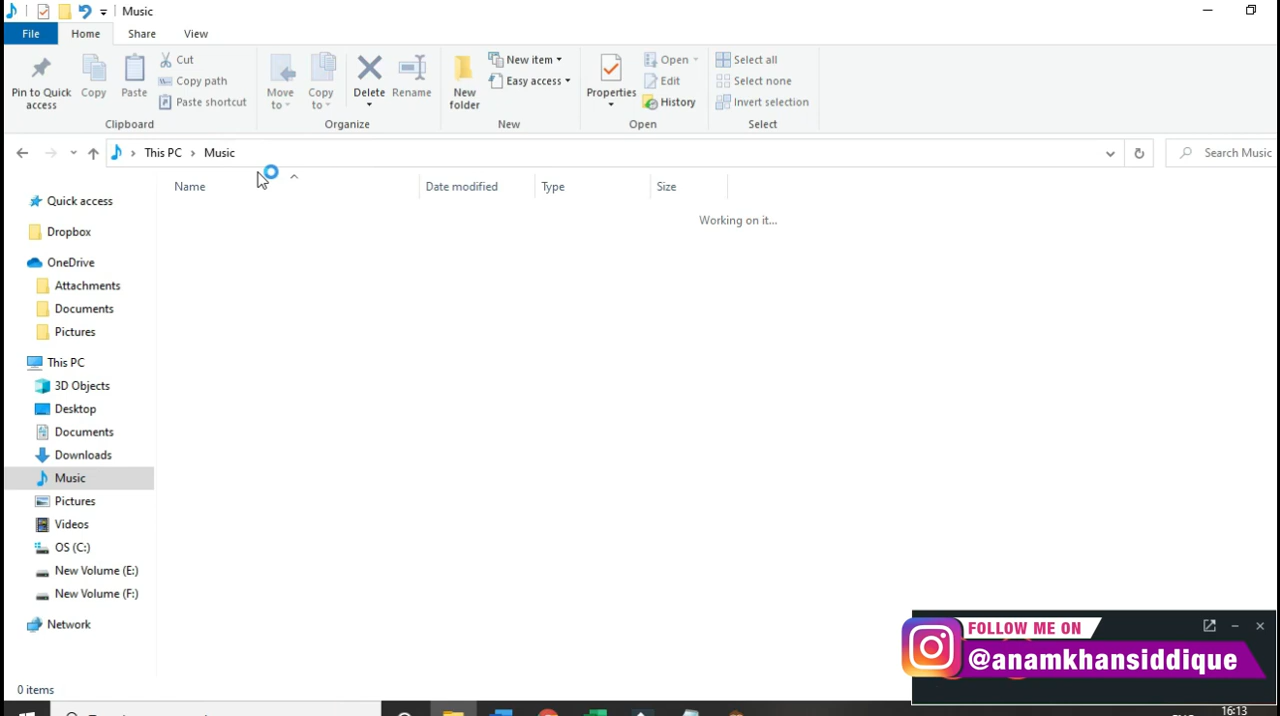 Music
File Home Share View
Pin to Quick access
Copy
Paste
Cut
Copy path
Paste shortcut
Clipboard
Move to
Copy to
Delete
Rename
Organize
New folder
New item
Easy access
New
Properties
Open
Edit
History
Open
Select all
Select none
Invert selection
Select
This PC > Music
Search Music
Name Date modified Type Size
Working on it...
Quick access
Dropbox
OneDrive
Attachments
Documents
Pictures
This PC
3D Objects
Desktop
Documents
Downloads
Music
Pictures
Videos
OS (C:)
New Volume (E:)
New Volume (F:)
Network
FOLLOW ME ON
@anamkhansiddique
0 items
16:13